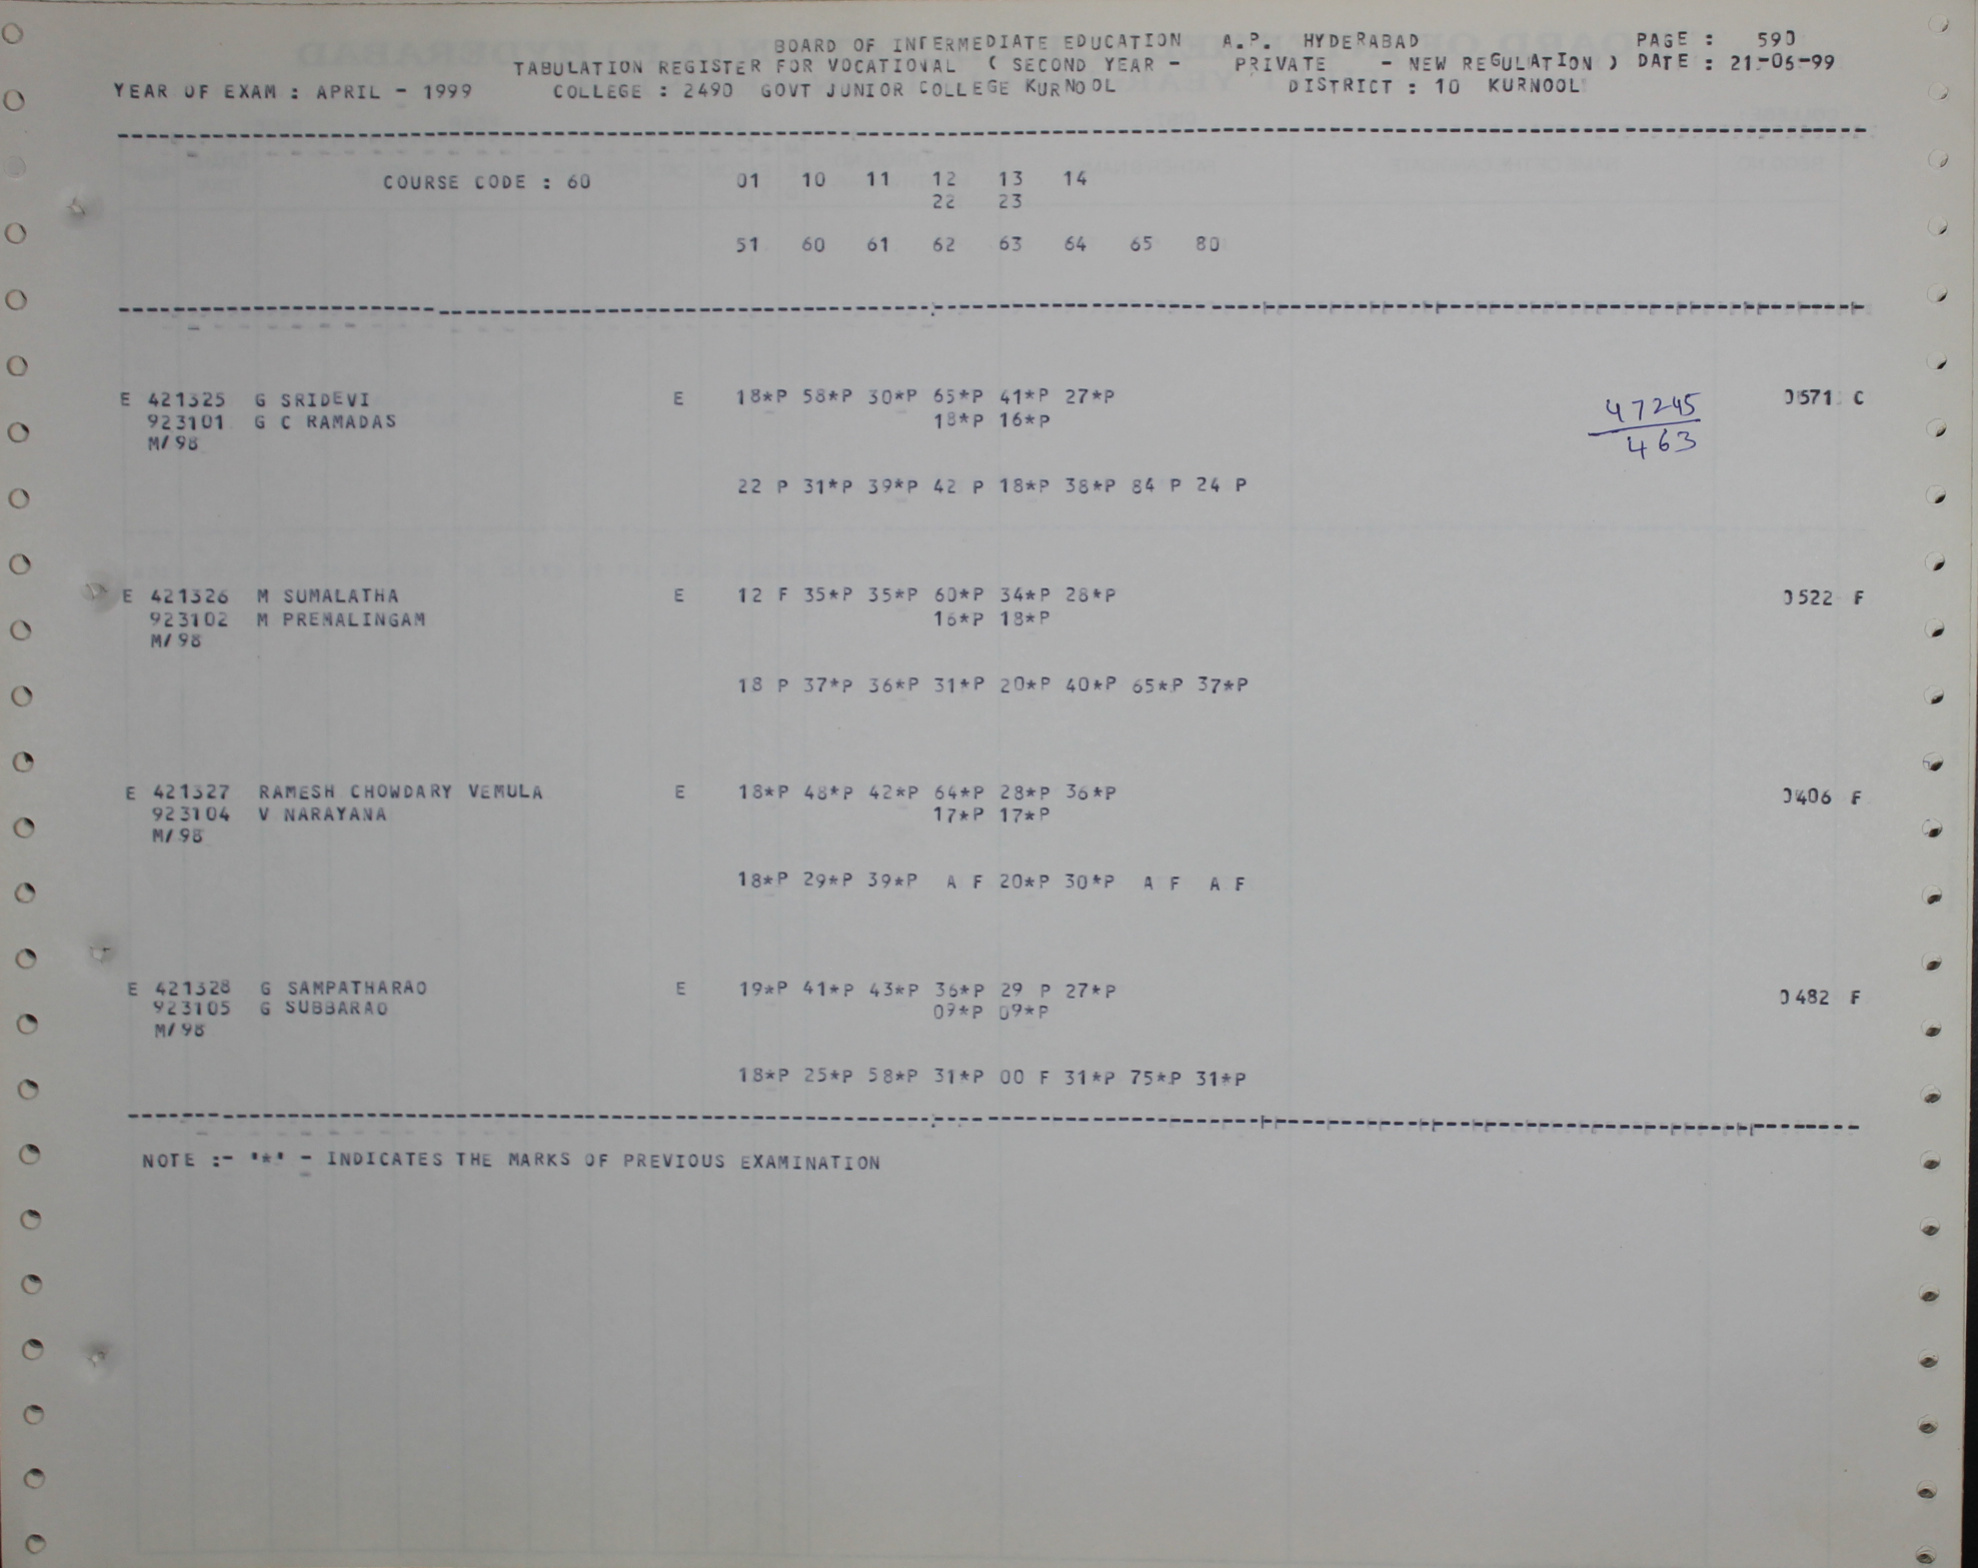 BOARD OF INTERMEDIATE EDUCATION A.P. HYDERABAD PAGE : 590
TABULATION REGISTER FOR VOCATIONAL ( SECOND YEAR - PRIVATE - NEW REGULATION ) DATE : 21-06-99
YEAR OF EXAM : APRIL - 1999 COLLEGE : 2490 GOVT JUNIOR COLLEGE KURNOOL DISTRICT : 10 KURNOOL
COURSE CODE : 60 01 10 11 12 13 14
22 23
51 60 61 62 63 64 65 80
E 421325 G SRIDEVI E 18*P 58*P 30*P 65*P 41*P 27*P 0571 C
923101 G C RAMADAS 18*P 16*P
M/98
47245
463
22 P 31*P 39*P 42 P 18*P 38*P 84 P 24 P
E 421326 M SUMALATHA E 12 F 35*P 35*P 60*P 34*P 28*P 0522 F
923102 M PREMALINGAM 16*P 18*P
M/98
18 P 37*P 36*P 31*P 20*P 40*P 65*P 37*P
E 421327 RAMESH CHOWDARY VEMULA E 18*P 48*P 42*P 64*P 28*P 36*P 0406 F
923104 V NARAYANA 17*P 17*P
M/98
18*P 29*P 39*P A F 20*P 30*P A F A F
E 421328 G SAMPATHARAO E 19*P 41*P 43*P 36*P 29 P 27*P 0482 F
923105 G SUBBARAO 09*P 09*P
M/98
18*P 25*P 58*P 31*P 00 F 31*P 75*P 31*P
NOTE :- '*' - INDICATES THE MARKS OF PREVIOUS EXAMINATION